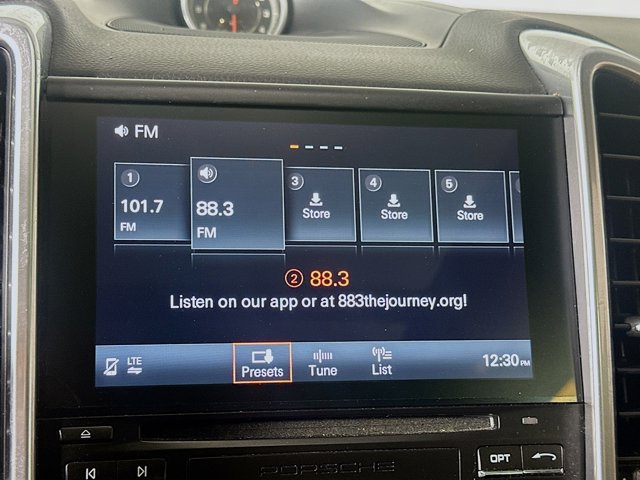 FM
1
101.7
FM
88.3
FM
3
Store
4
Store
5
Store
2 88.3
Listen on our app or at 883thejourney.org!
LTE
Presets
Tune
List
12:30 PM
OPT
PORSCHE